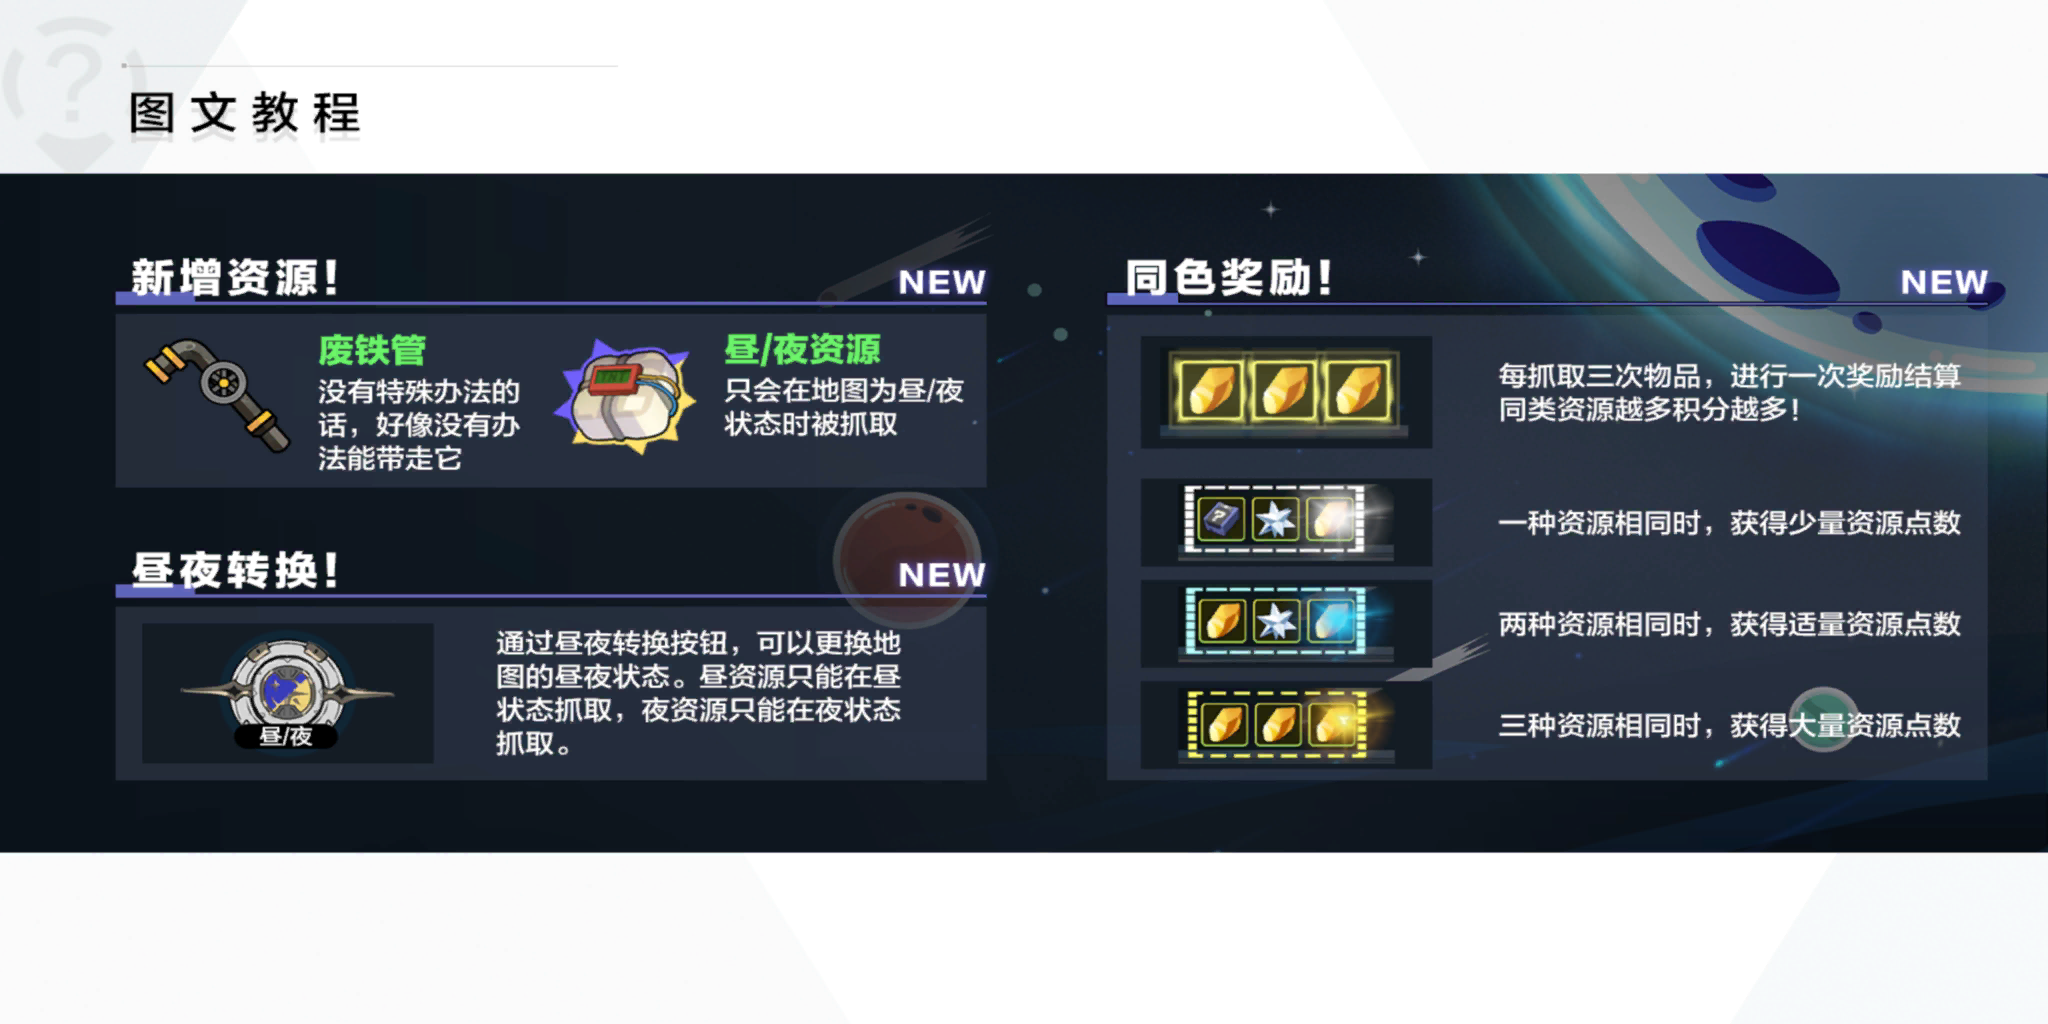 图文教程
新增资源！
NEW
废铁管
没有特殊办法的
话，好像没有办
法能带走它
昼/夜资源
只会在地图为昼/夜
状态时被抓取
昼夜转换！
NEW
昼/夜
通过昼夜转换按钮，可以更换地
图的昼夜状态。昼资源只能在昼
状态抓取，夜资源只能在夜状态
抓取。
同色奖励！
NEW
每抓取三次物品，进行一次奖励结算
同类资源越多积分越多！
一种资源相同时，获得少量资源点数
两种资源相同时，获得适量资源点数
三种资源相同时，获得大量资源点数